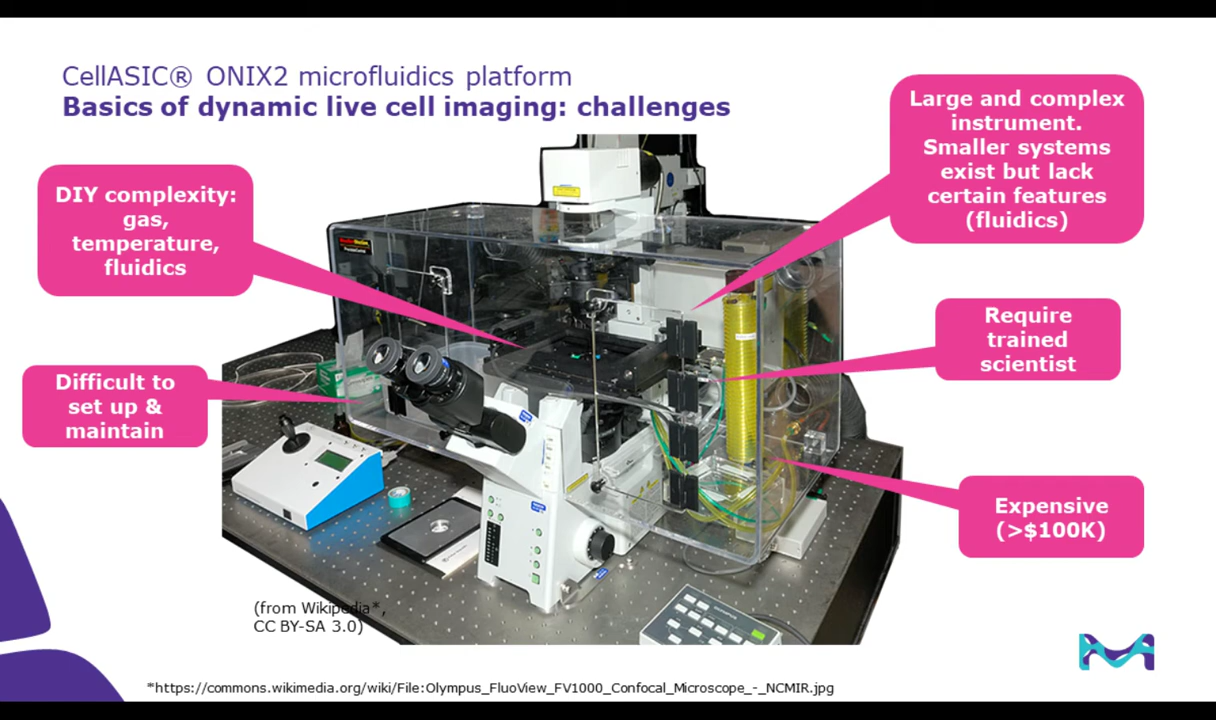 CellASIC® ONIX2 microfluidics platform
Basics of dynamic live cell imaging: challenges
Large and complex
instrument.
Smaller systems
exist but lack
certain features
(fluidics)
DIY complexity:
gas,
temperature,
fluidics
Require
trained
scientist
Difficult to
set up &
maintain
Expensive
(>$100K)
(from Wikipedia*,
CC BY-SA 3.0)
*https://commons.wikimedia.org/wiki/File:Olympus_FluoView_FV1000_Confocal_Microscope_-_NCMIR.jpg